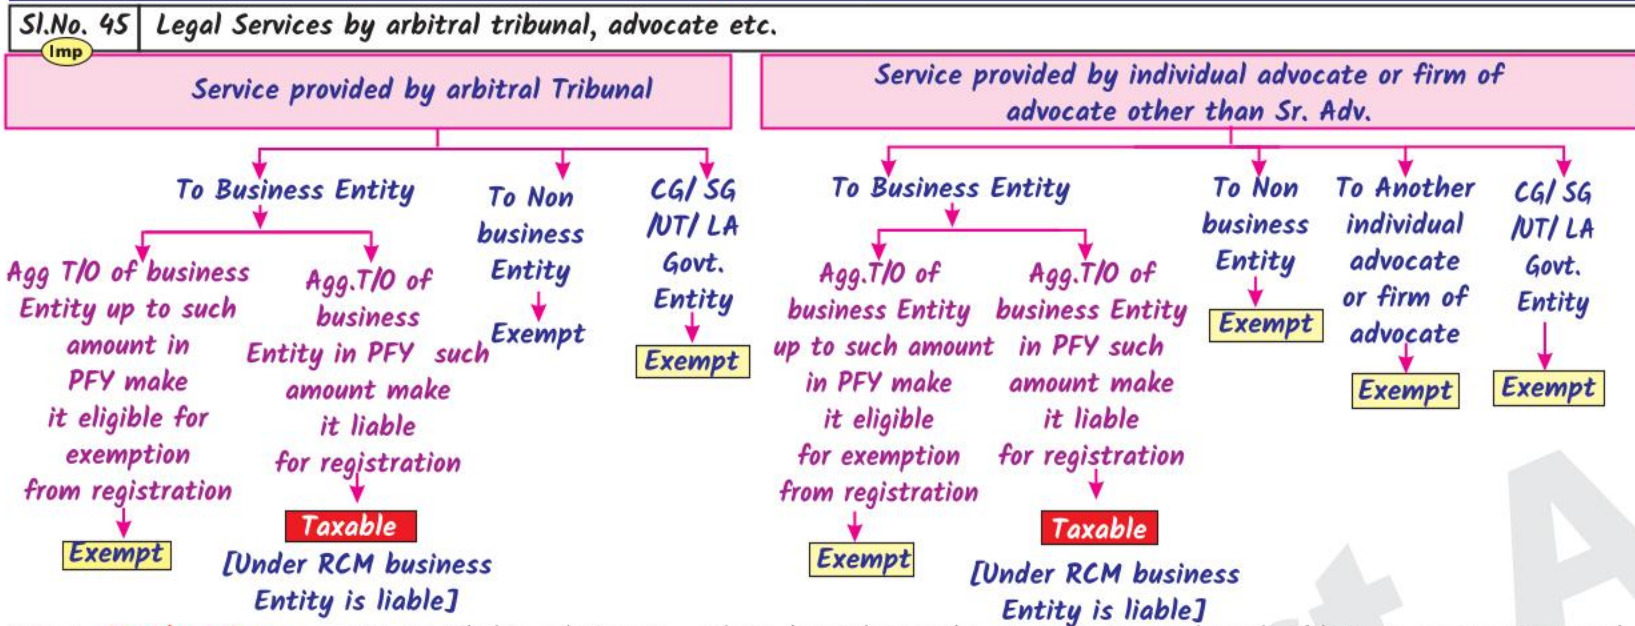 Sl.No. 45 Legal Services by arbitral tribunal, advocate etc.
Imp
Service provided by arbitral Tribunal
To Business Entity
Agg T/O of business
Entity up to such
amount in
PFY make
it eligible for
exemption
from registration
Exempt
Agg.T/O of
business
Entity in PFY such
amount make
it liable
for registration
Taxable
[Under RCM business
Entity is liable]
To Non
business
Entity
Exempt
CG/ SG
/UT/ LA
Govt.
Entity
Exempt
Service provided by individual advocate or firm of
advocate other than Sr. Adv.
To Business Entity
Agg.T/O of
business Entity
up to such amount
in PFY make
it eligible
for exemption
from registration
Exempt
Agg.T/O of
business Entity
in PFY such
amount make
it liable
for registration
Taxable
[Under RCM business
Entity is liable]
To Non
business
Entity
Exempt
To Another
individual
advocate
or firm of
advocate
Exempt
CG/ SG
/UT/ LA
Govt.
Entity
Exempt